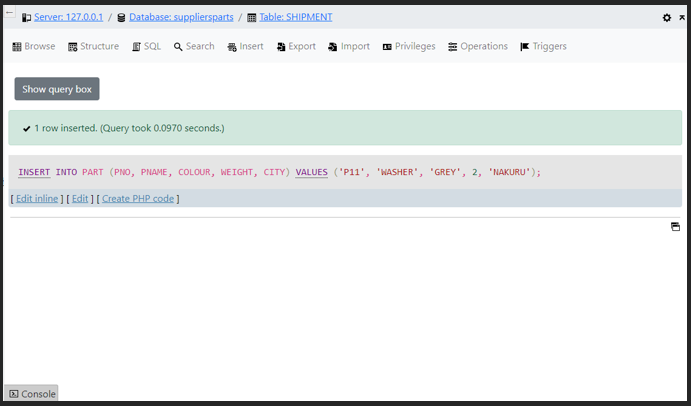 ← Server: 127.0.0.1 / Database: suppliersparts / Table: SHIPMENT
Browse Structure SQL Search Insert Export Import Privileges Operations Triggers
Show query box
✔ 1 row inserted. (Query took 0.0970 seconds.)
INSERT INTO PART (PNO, PNAME, COLOUR, WEIGHT, CITY) VALUES ('P11', 'WASHER', 'GREY', 2, 'NAKURU');
[ Edit inline ] [ Edit ] [ Create PHP code ]
Console